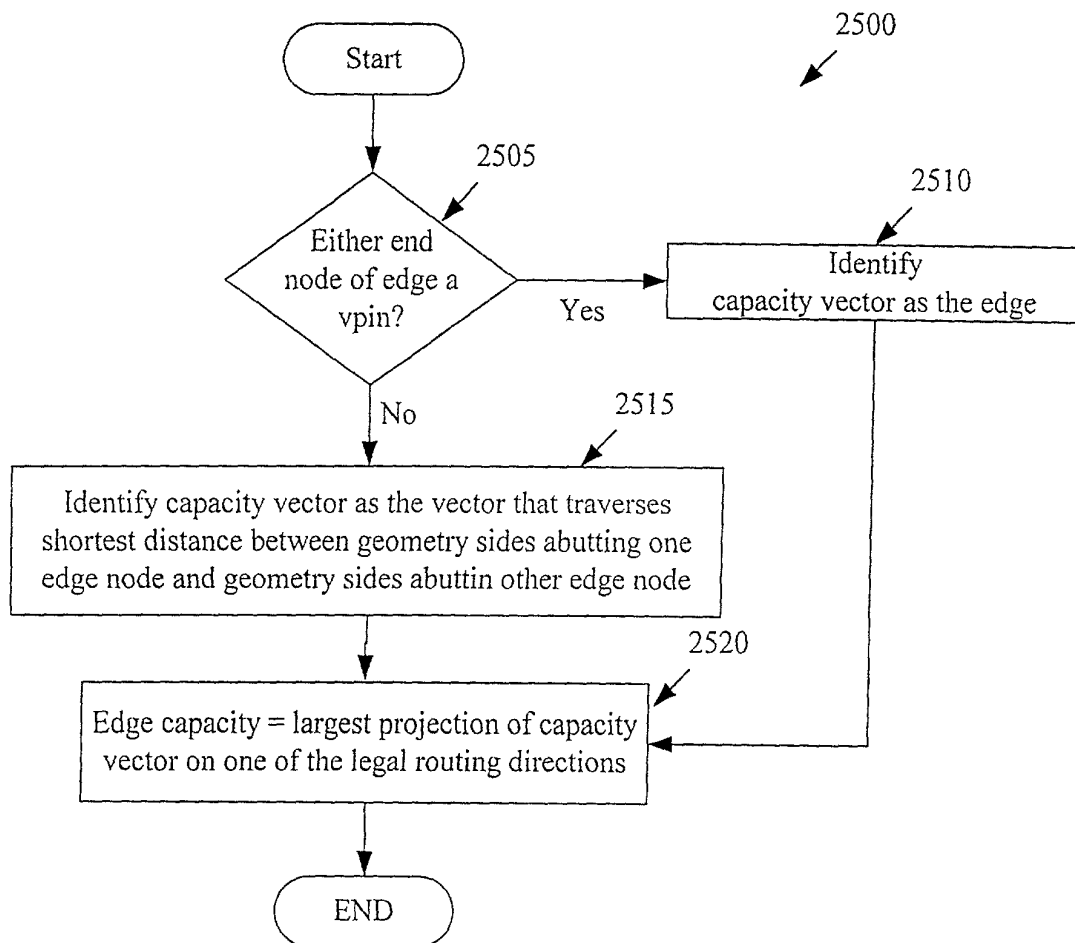 2500
Start
2505
Either end
node of edge a
vpin?
Yes
2510
Identify
capacity vector as the edge
No
2515
Identify capacity vector as the vector that traverses
shortest distance between geometry sides abutting one
edge node and geometry sides abuttin other edge node
2520
Edge capacity = largest projection of capacity
vector on one of the legal routing directions
END